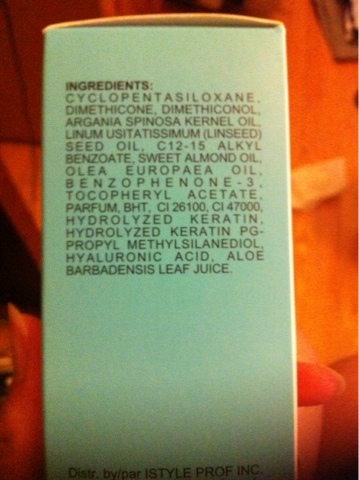 INGREDIENTS:
CYCLOPENTASILOXANE,
DIMETHICONE, DIMETHICONOL,
ARGANIA SPINOSA KERNEL OIL,
LINUM USITATISSIMUM (LINSEED)
SEED OIL, C12-15 ALKYL
BENZOATE, SWEET ALMOND OIL,
OLEA EUROPAEA OIL,
BENZOPHENONE-3,
TOCOPHERYL ACETATE,
PARFUM, BHT, CI 26100, CI 47000,
HYDROLYZED KERATIN,
HYDROLYZED KERATIN PG-
PROPYL METHYLSILANEDIOL,
HYALURONIC ACID, ALOE
BARBADENSIS LEAF JUICE.
Distr. by/par ISTYLE PROF INC.